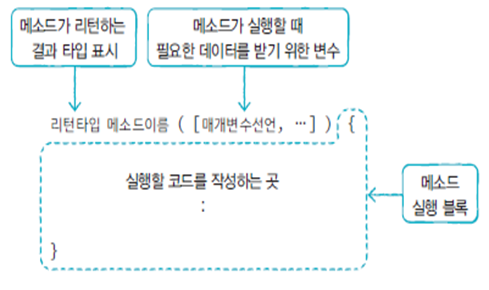 메소드가 리턴하는
결과 타입 표시
메소드가 실행할 때
필요한 데이터를 받기 위한 변수
리턴타입 메소드이름 ( [매개변수선언, …] ) {
실행할 코드를 작성하는 곳
:
메소드
실행 블록
}